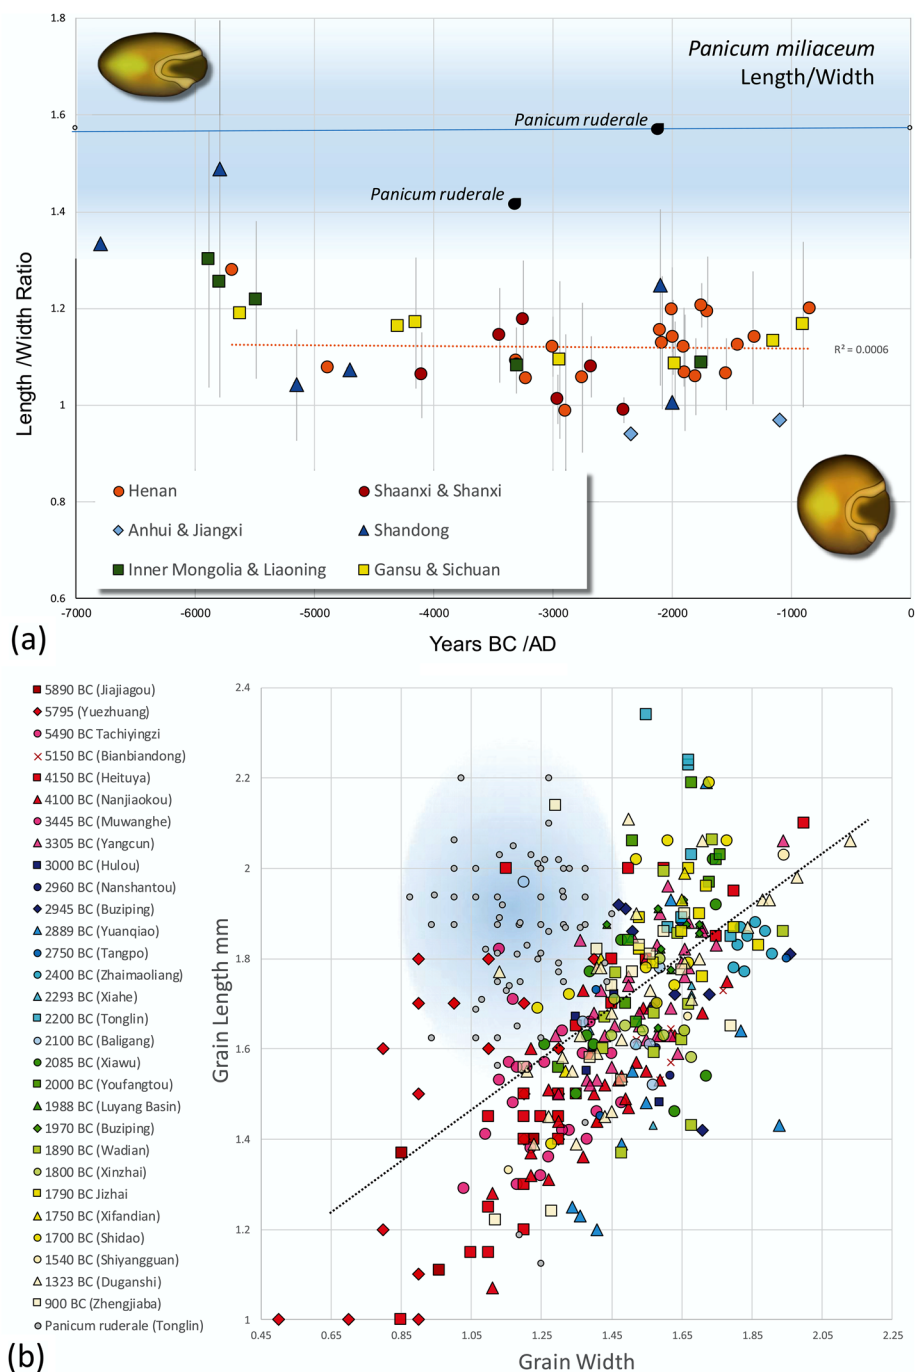 Panicum miliaceum
Length/Width
1.8
1.6
1.4
1.3
1.2
1
0.8
0.6
Length /Width Ratio
Panicum ruderale
Panicum ruderale
R² = 0.0006
Henan
Shaanxi & Shanxi
Anhui & Jiangxi
Shandong
Inner Mongolia & Liaoning
Gansu & Sichuan
-7000 -6000 -5000 -4000 -3000 -2000 -1000 0
Years BC /AD
(a)
5890 BC (Jiajiagou)
5795 (Yuezhuang)
5490 BC Tachiyingzi
5150 BC (Bianbiandong)
4150 BC (Heituya)
4100 BC (Nanjiaokou)
3445 BC (Muwanghe)
3305 BC (Yangcun)
3000 BC (Hulou)
2960 BC (Nanshantou)
2945 BC (Buziping)
2889 BC (Yuanqiao)
2750 BC (Tangpo)
2400 BC (Zhaimaoliang)
2293 BC (Xiahe)
2200 BC (Tonglin)
2100 BC (Baligang)
2085 BC (Xiawu)
2000 BC (Youfangtou)
1988 BC (Luyang Basin)
1970 BC (Buziping)
1890 BC (Wadian)
1800 BC (Xinzhai)
1790 BC Jizhai
1750 BC (Xifandian)
1700 BC (Shidao)
1540 BC (Shiyangguan)
1323 BC (Duganshi)
900 BC (Zhengjiaba)
Panicum ruderale (Tonglin)
Grain Length mm
2.4
2.2
2
1.8
1.6
1.4
1.2
1
0.45 0.65 0.85 1.05 1.25 1.45 1.65 1.85 2.05 2.25
Grain Width
(b)